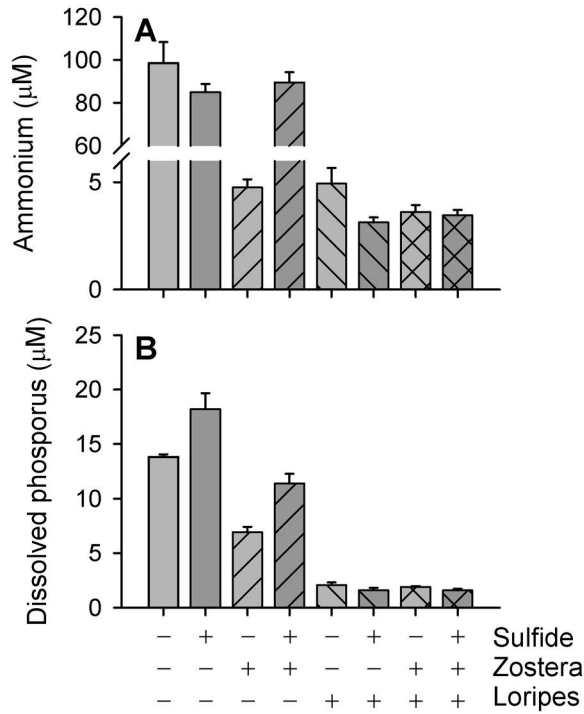 A
Ammonium (μM)
120
100
80
60
5
0
B
Dissolved phosporus (μM)
25
20
15
10
5
0
− + − + − + − + Sulfide
− − + + − − + + Zostera
− − − − + + + + Loripes